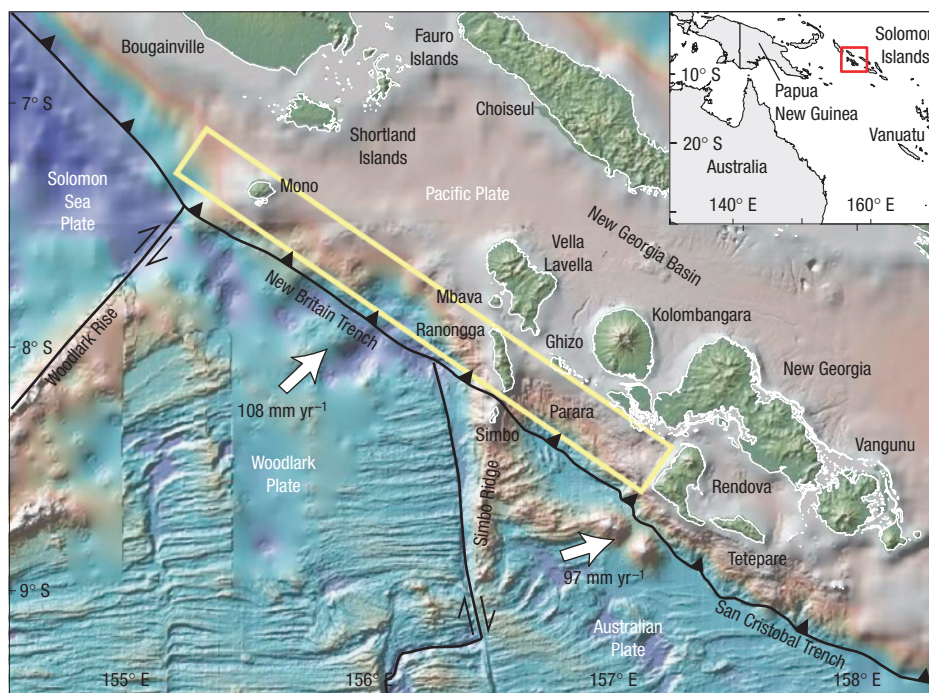 Bougainville
Fauro
Islands
Solomon
Islands
10° S
Papua
New Guinea
Vanuatu
20° S
Australia
140° E
160° E
7° S
Choiseul
Shortland
Islands
Solomon
Sea
Plate
Mono
Pacific Plate
New Georgia Basin
Vella
Lavella
Mbava
New Britain Trench
Ranongga
Kolombangara
Ghizo
8° S
Woodlark Rise
New Georgia
108 mm yr⁻¹
Parara
Simbo
Vangunu
Woodlark
Plate
Rendova
Simbo Ridge
Tetepare
97 mm yr⁻¹
9° S
San Cristobal Trench
Australian
Plate
155° E
156° E
157° E
158° E